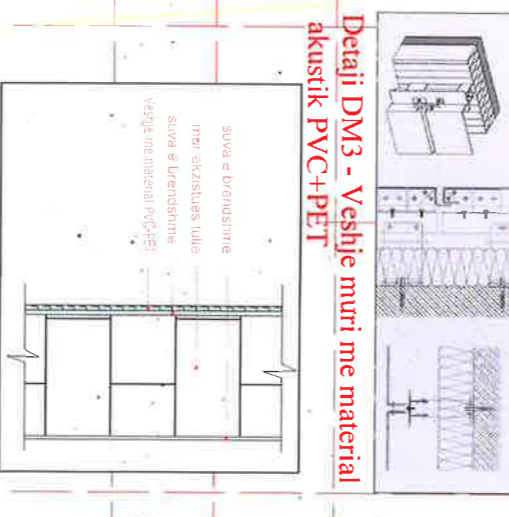 Detaji DM3 - Veshje muri me material
akustik PVC+PET
suva e brendshme
mur ekzistues tulle
suva e brendshme
Veshje me material PVC-PET